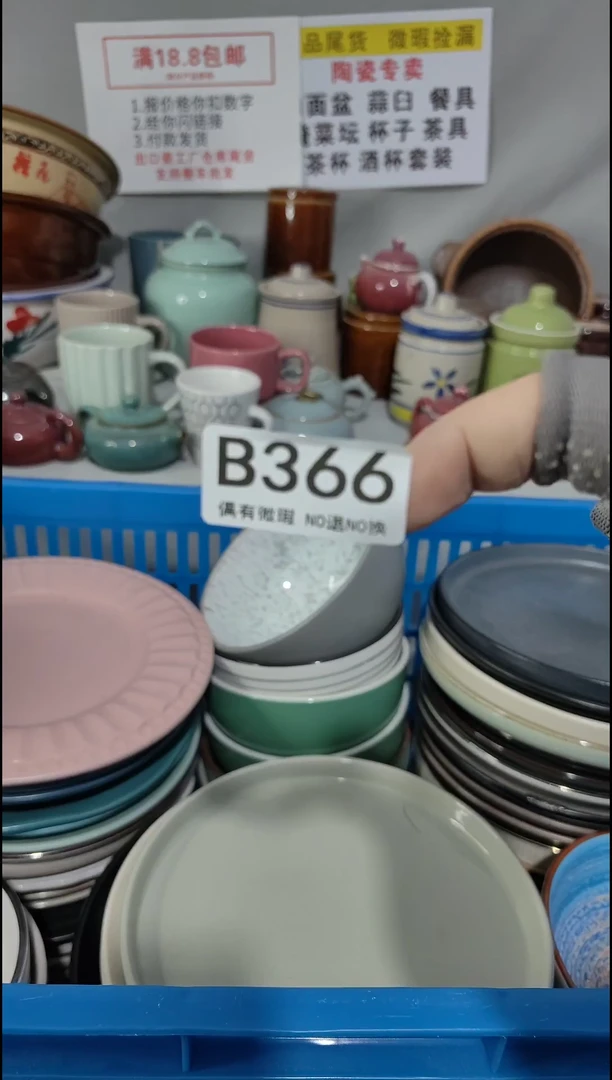 满18.8包邮
1.报价格你扣数字
2.给你闪链接
3.付款发货
品尾货 微瑕捡漏
陶瓷专卖
面盆 蒜臼 餐具
菜坛 杯子 茶具
茶杯 酒杯套装
B366
偶有微瑕 NO退NO换